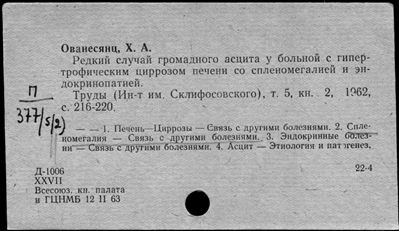 Ованесянц, Х. А.
Редкий случай громадного асцита у больной с гипер-
трофическим циррозом печени со спленомегалией и эн-
докринопатией.
Труды (Ин-т им. Склифосовского), т. 5, кн. 2, 1962,
с. 216-220.
П
377/5(2)
— — 1. Печень—Циррозы — Связь с другими болезнями. 2. Спле-
номегалия — Связь с другими болезнями. 3. Эндокринные болез-
ни — Связь с другими болезнями. 4. Асцит — Этиология и патогенез.
Д-1006
22-4
XXVII
Всесоюз. кн. палата
и ГЦНМБ 12 II 63